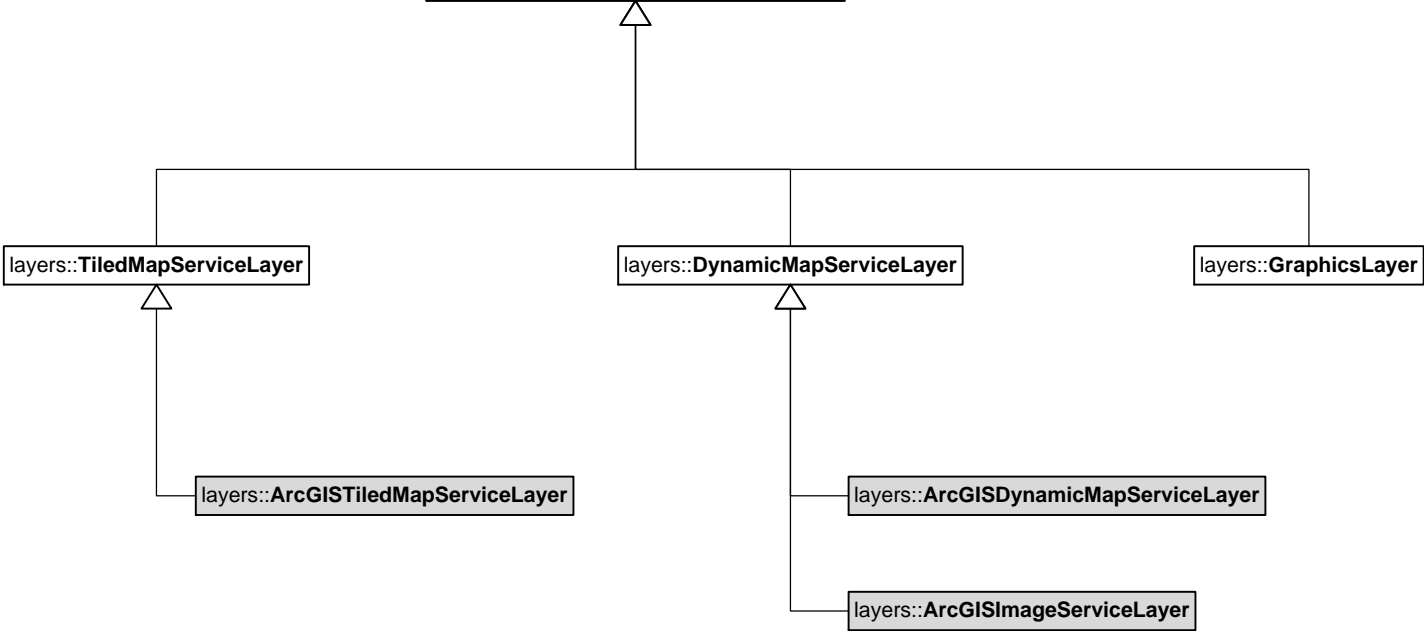 layers::TiledMapServiceLayer
layers::DynamicMapServiceLayer
layers::GraphicsLayer
layers::ArcGISTiledMapServiceLayer
layers::ArcGISDynamicMapServiceLayer
layers::ArcGISImageServiceLayer